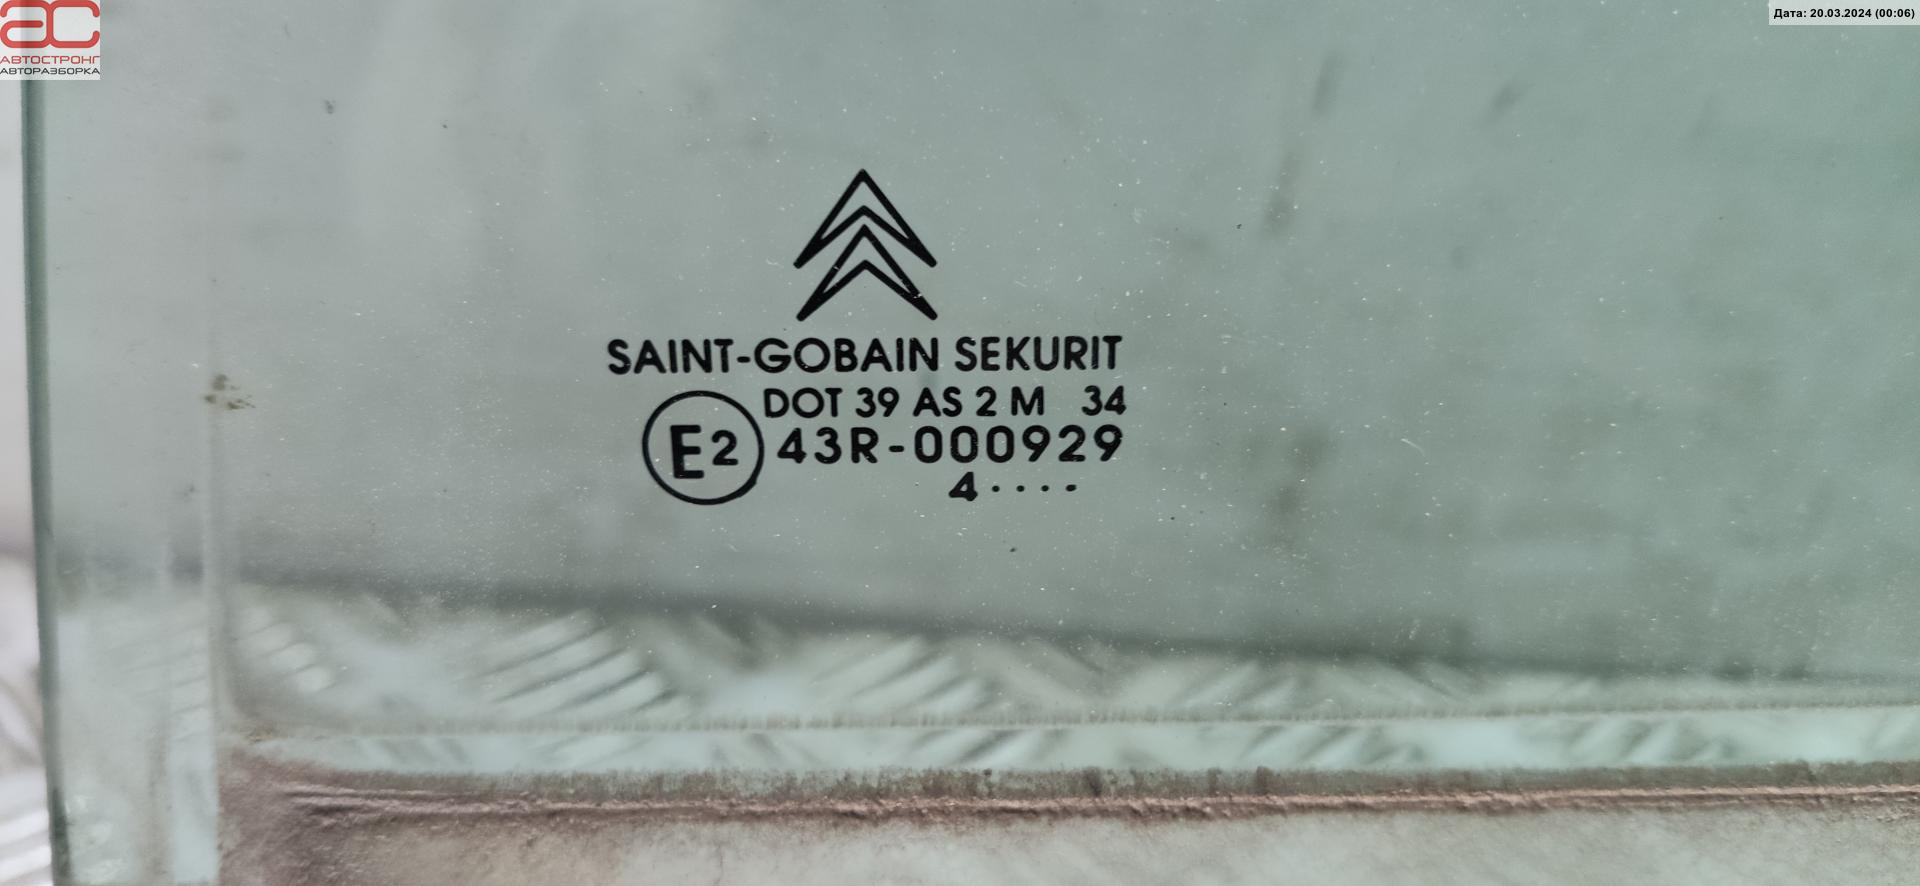 АС
АВТОСТРОНГ
АВТОРАЗБОРКА
Дата: 20.03.2024 (00:06)
SAINT-GOBAIN SEKURIT
DOT 39 AS 2 M 34
E2 43R-000929
4 · · · ·